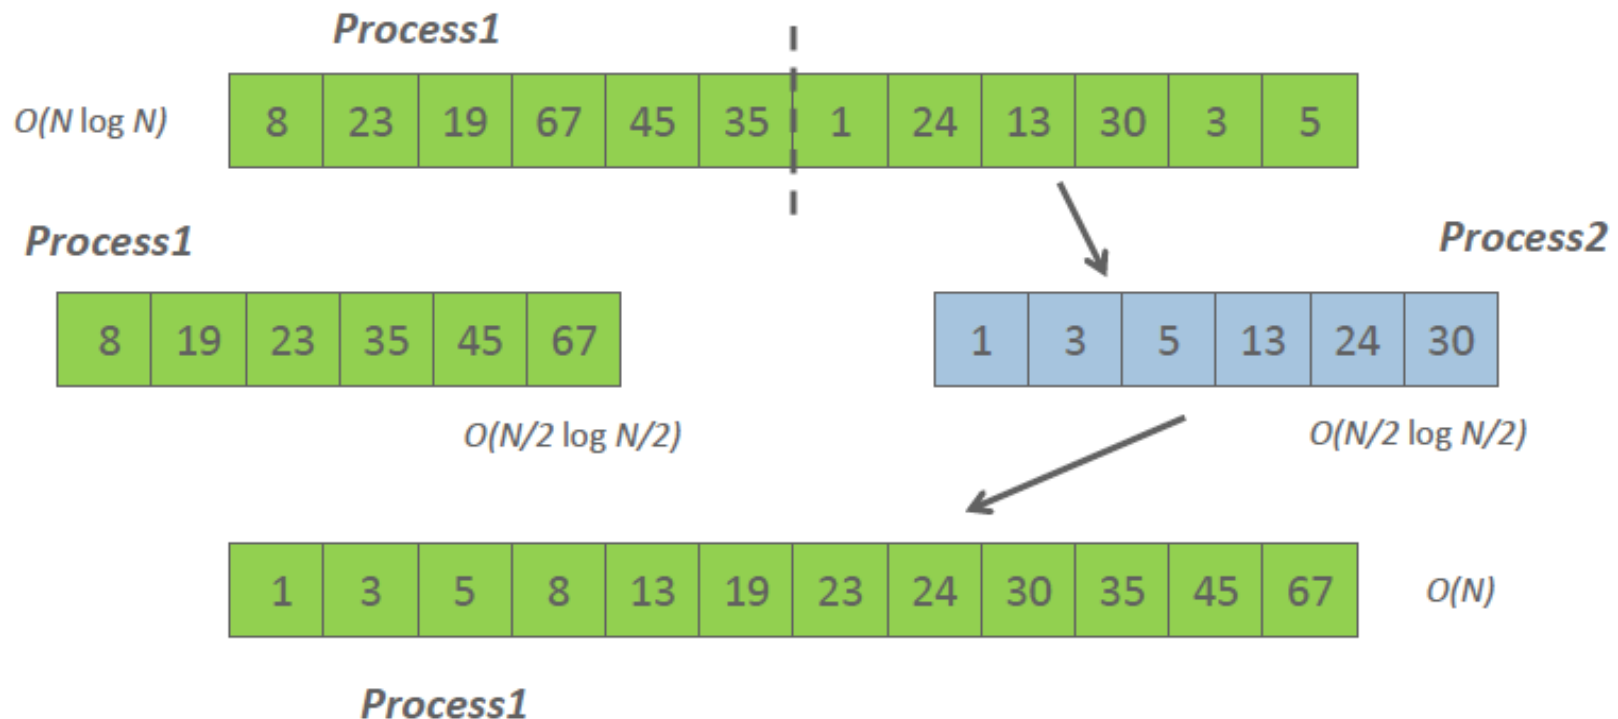 Process1
O(N log N) 8 23 19 67 45 35 1 24 13 30 3 5
Process1 Process2
8 19 23 35 45 67 1 3 5 13 24 30
O(N/2 log N/2) O(N/2 log N/2)
1 3 5 8 13 19 23 24 30 35 45 67 O(N)
Process1